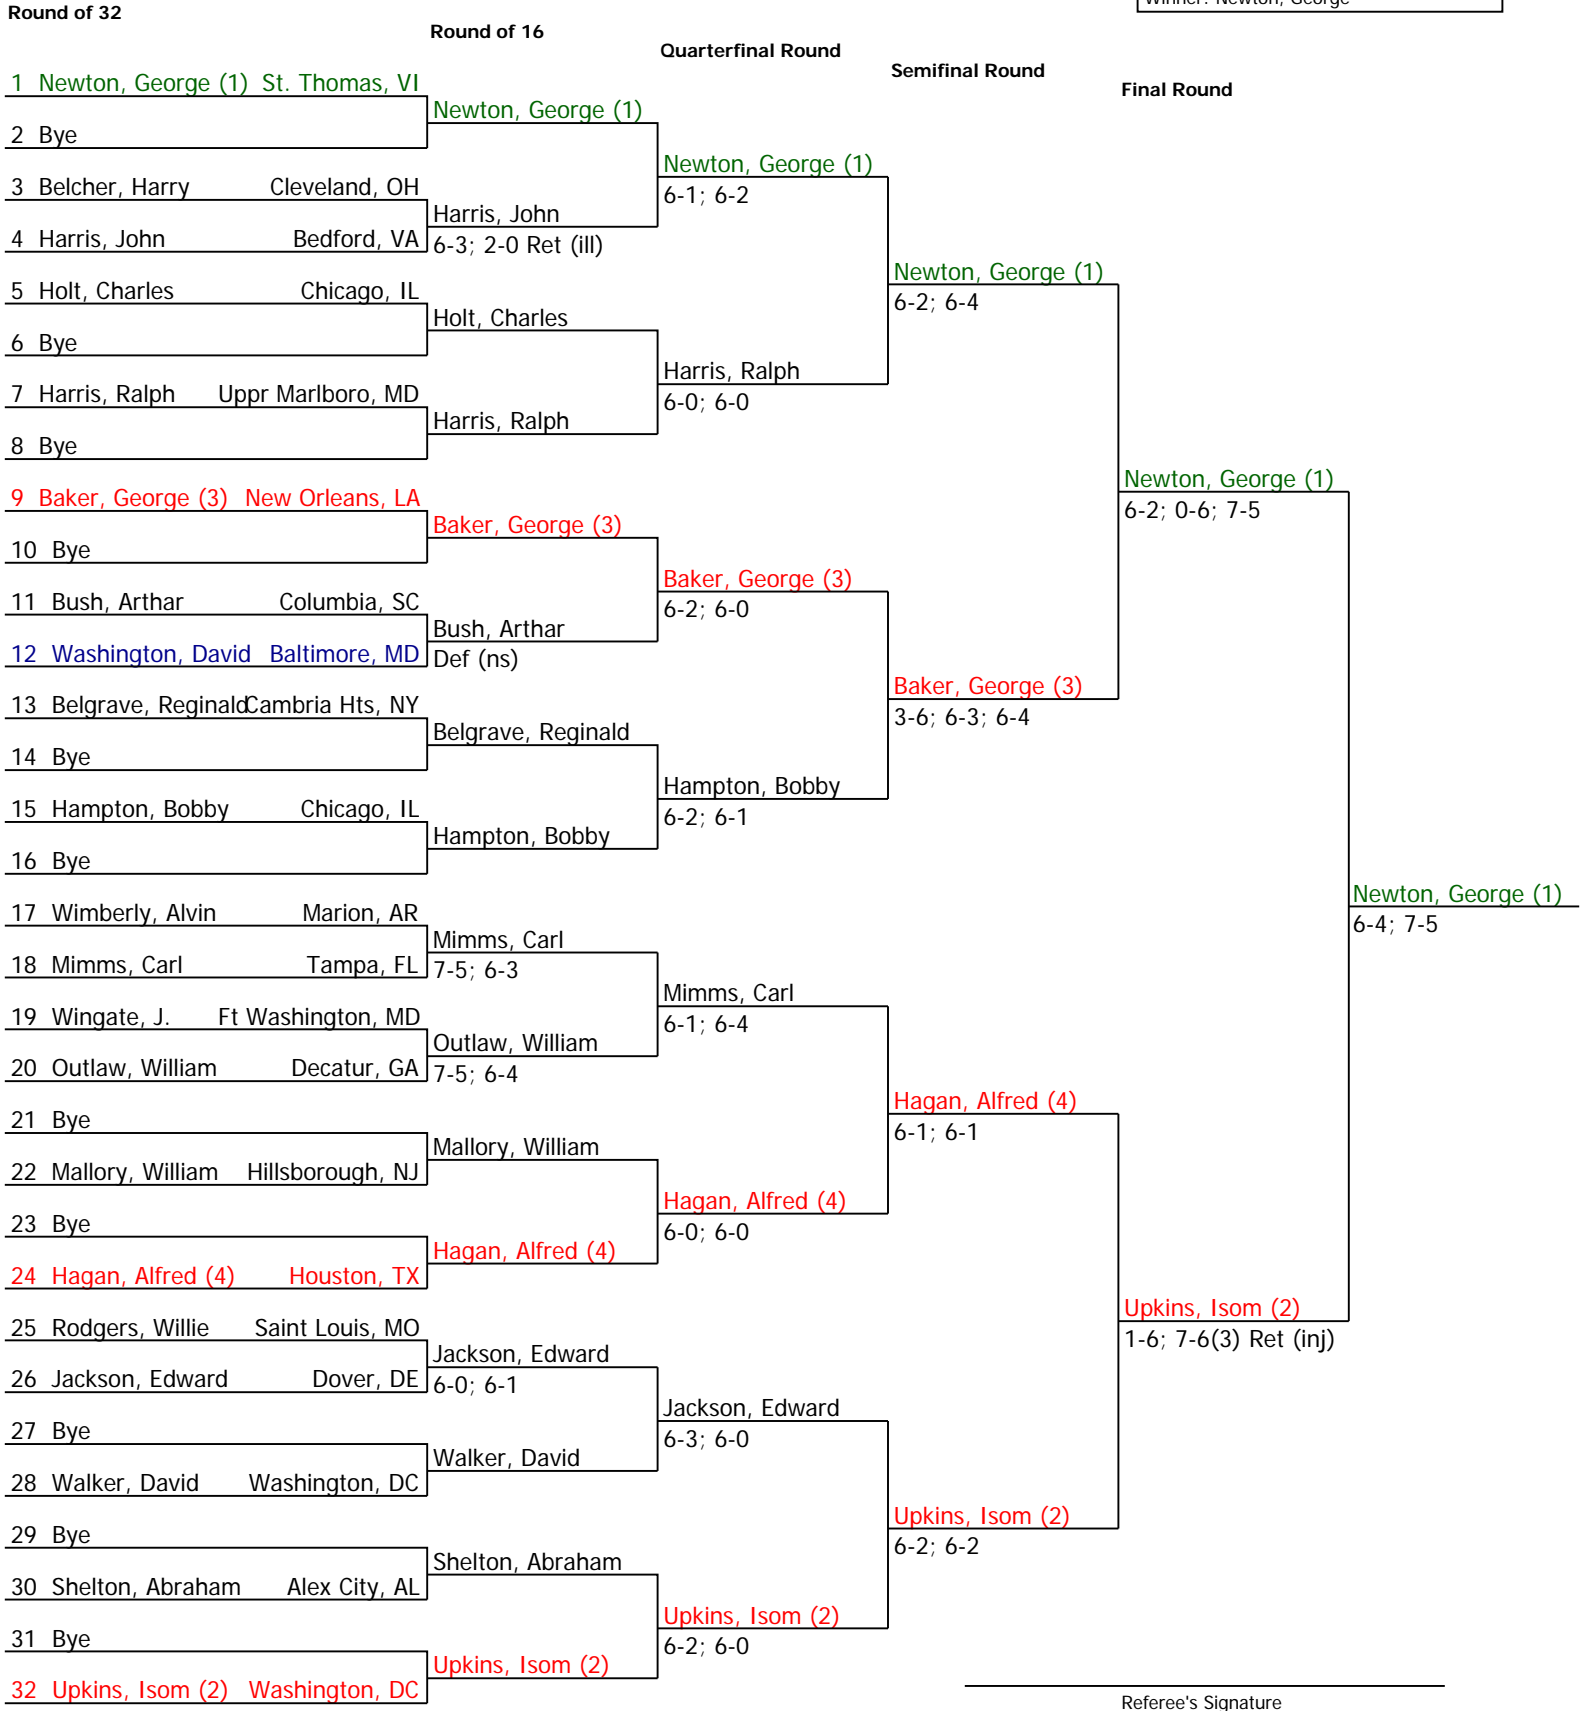 Winner: Newton, George
Round of 32
Round of 16
Quarterfinal Round
Semifinal Round
Final Round
1 Newton, George (1) St. Thomas, VI
2 Bye
3 Belcher, Harry Cleveland, OH
4 Harris, John Bedford, VA
5 Holt, Charles Chicago, IL
6 Bye
7 Harris, Ralph Uppr Marlboro, MD
8 Bye
9 Baker, George (3) New Orleans, LA
10 Bye
11 Bush, Arthar Columbia, SC
12 Washington, David Baltimore, MD
13 Belgrave, Reginald Cambria Hts, NY
14 Bye
15 Hampton, Bobby Chicago, IL
16 Bye
17 Wimberly, Alvin Marion, AR
18 Mimms, Carl Tampa, FL
19 Wingate, J. Ft Washington, MD
20 Outlaw, William Decatur, GA
21 Bye
22 Mallory, William Hillsborough, NJ
23 Bye
24 Hagan, Alfred (4) Houston, TX
25 Rodgers, Willie Saint Louis, MO
26 Jackson, Edward Dover, DE
27 Bye
28 Walker, David Washington, DC
29 Bye
30 Shelton, Abraham Alex City, AL
31 Bye
32 Upkins, Isom (2) Washington, DC
Newton, George (1)
Harris, John
6-3; 2-0 Ret (ill)
Holt, Charles
Harris, Ralph
Baker, George (3)
Bush, Arthar
Def (ns)
Belgrave, Reginald
Hampton, Bobby
Mimms, Carl
7-5; 6-3
Outlaw, William
7-5; 6-4
Mallory, William
Hagan, Alfred (4)
Jackson, Edward
6-0; 6-1
Walker, David
Shelton, Abraham
Upkins, Isom (2)
Newton, George (1)
6-1; 6-2
Harris, Ralph
6-0; 6-0
Baker, George (3)
6-2; 6-0
Hampton, Bobby
6-2; 6-1
Mimms, Carl
6-1; 6-4
Hagan, Alfred (4)
6-0; 6-0
Jackson, Edward
6-3; 6-0
Upkins, Isom (2)
6-2; 6-0
Newton, George (1)
6-2; 6-4
Baker, George (3)
3-6; 6-3; 6-4
Hagan, Alfred (4)
6-1; 6-1
Upkins, Isom (2)
6-2; 6-2
Newton, George (1)
6-2; 0-6; 7-5
Upkins, Isom (2)
1-6; 7-6(3) Ret (inj)
Newton, George (1)
6-4; 7-5
Referee's Signature